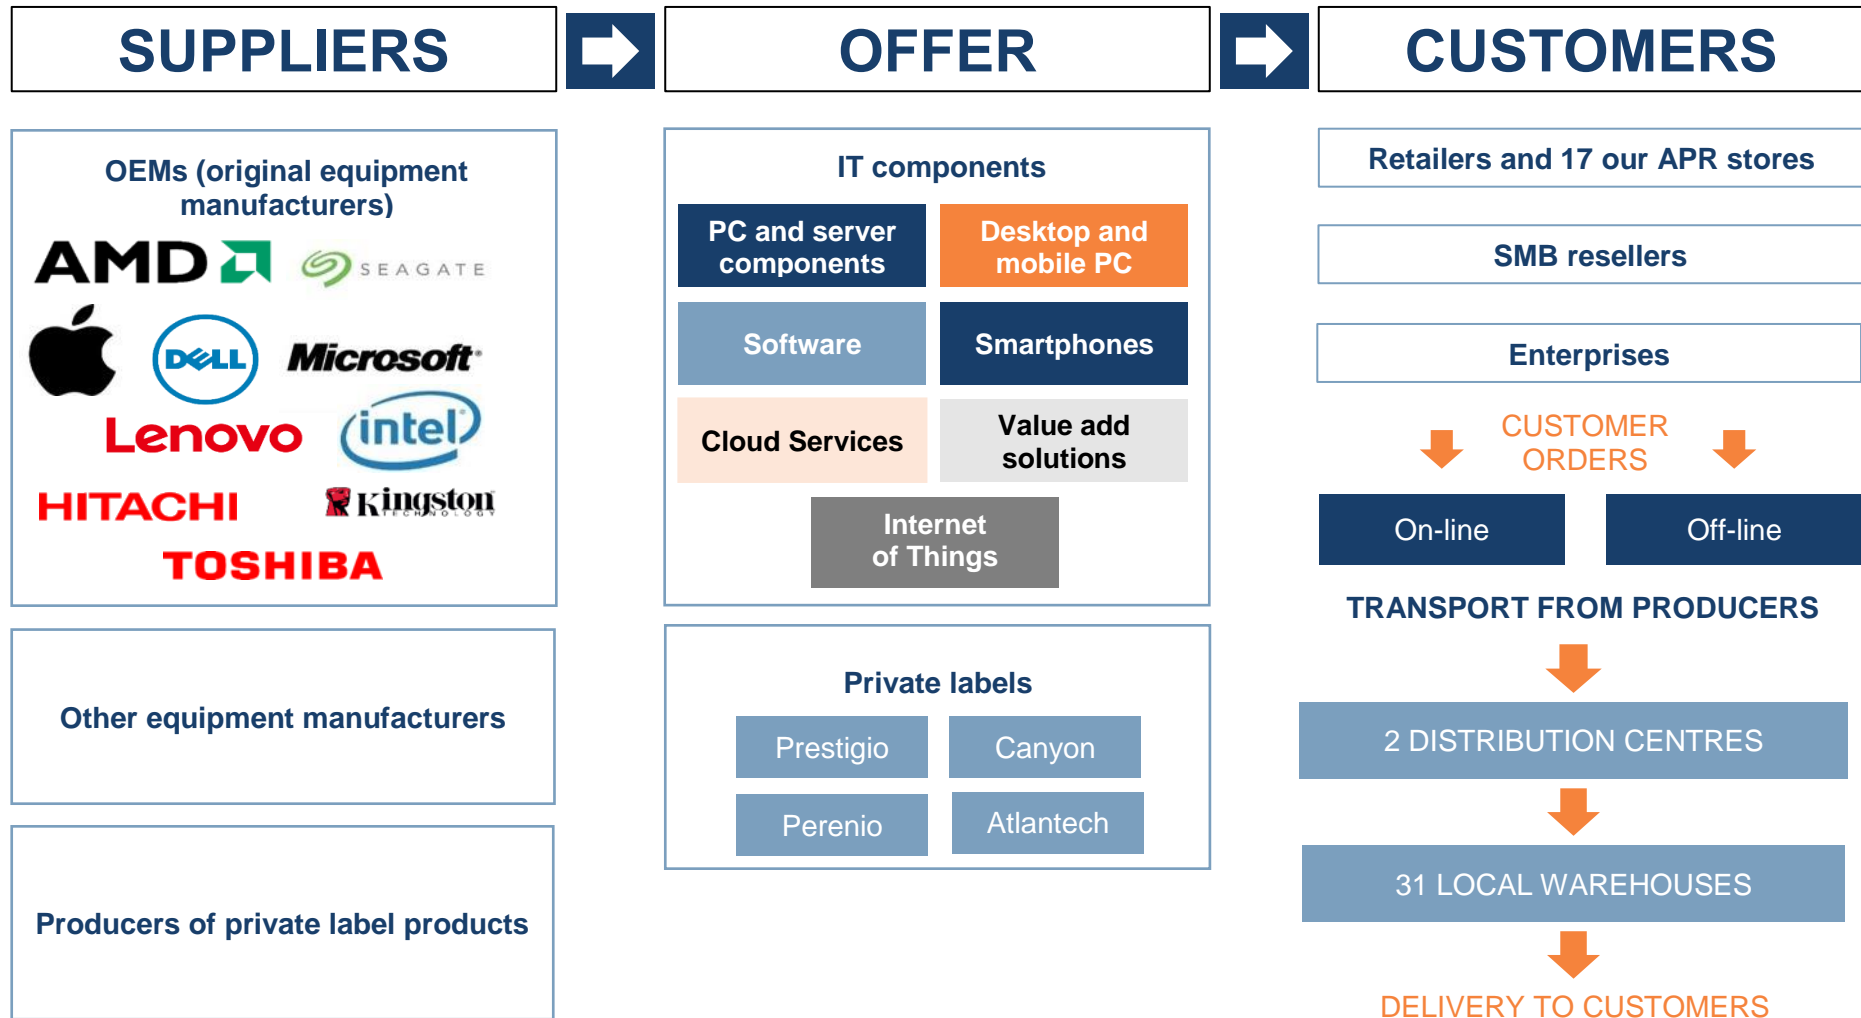 SUPPLIERS
OFFER
CUSTOMERS
OEMs (original equipment
manufacturers)
AMD
SEAGATE
DELL
Microsoft
Lenovo
intel
HITACHI
Kingston
TECHNOLOGY
TOSHIBA
Other equipment manufacturers
Producers of private label products
IT components
PC and server
components
Desktop and
mobile PC
Software
Smartphones
Cloud Services
Value add
solutions
Internet
of Things
Private labels
Prestigio
Canyon
Perenio
Atlantech
Retailers and 17 our APR stores
SMB resellers
Enterprises
CUSTOMER
ORDERS
On-line
Off-line
TRANSPORT FROM PRODUCERS
2 DISTRIBUTION CENTRES
31 LOCAL WAREHOUSES
DELIVERY TO CUSTOMERS